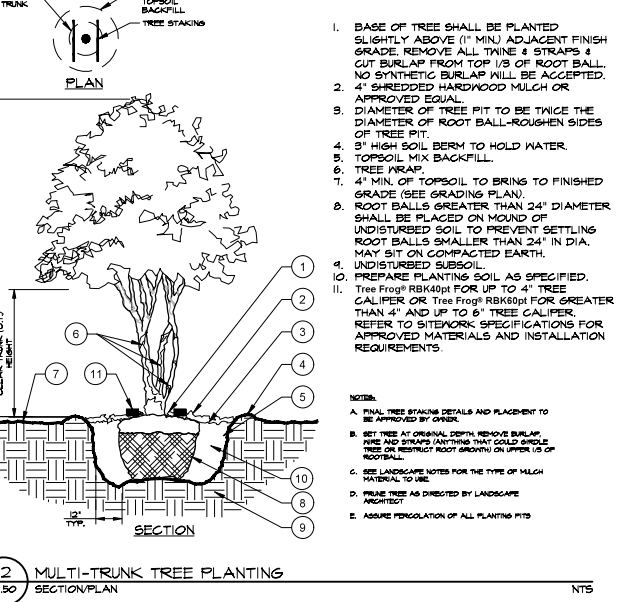 TRUNK
TOPSOIL
BACKFILL
TREE STAKING
PLAN
1. BASE OF TREE SHALL BE PLANTED
SLIGHTLY ABOVE (1" MIN.) ADJACENT FINISH
GRADE, REMOVE ALL TWINE & STRAPS &
CUT BURLAP FROM TOP 1/3 OF ROOT BALL.
NO SYNTHETIC BURLAP WILL BE ACCEPTED.
2. 4" SHREDDED HARDWOOD MULCH OR
APPROVED EQUAL.
3. DIAMETER OF TREE PIT TO BE TWICE THE
DIAMETER OF ROOT BALL-ROUGHEN SIDES
OF TREE PIT.
4. 3" HIGH SOIL BERM TO HOLD WATER.
5. TOPSOIL MIX BACKFILL.
6. TREE WRAP.
7. 4" MIN. OF TOPSOIL TO BRING TO FINISHED
GRADE (SEE GRADING PLAN).
8. ROOT BALLS GREATER THAN 24" DIAMETER
SHALL BE PLACED ON MOUND OF
UNDISTURBED SOIL TO PREVENT SETTLING
ROOT BALLS SMALLER THAN 24" IN DIA.
MAY SIT ON COMPACTED EARTH.
9. UNDISTURBED SUBSOIL.
10. PREPARE PLANTING SOIL AS SPECIFIED.
11. Tree Frog® RBK40pt FOR UP TO 4" TREE
CALIPER OR Tree Frog® RBK60pt FOR GREATER
THAN 4" AND UP TO 6" TREE CALIPER.
REFER TO SITEWORK SPECIFICATIONS FOR
APPROVED MATERIALS AND INSTALLATION
REQUIREMENTS.
NOTES:
A. FINAL TREE STAKING DETAILS AND PLACEMENT TO
BE APPROVED BY OWNER.
B. SET TREE AT ORIGINAL DEPTH. REMOVE BURLAP,
WIRE AND STRAPS (ANYTHING THAT COULD GIRDLE
TREE OR RESTRICT ROOT GROWTH) ON UPPER 1/3 OF
ROOTBALL.
C. SEE LANDSCAPE NOTES FOR THE TYPE OF MULCH
MATERIAL TO USE.
D. PRUNE TREE AS DIRECTED BY LANDSCAPE
ARCHITECT
E. ASSURE PERCOLATION OF ALL PLANTING PITS
1
2
3
4
5
6
7
11
10
8
9
HEIGHT
12"
TYP.
SECTION
2
.50
MULTI-TRUNK TREE PLANTING
SECTION/PLAN
NTS